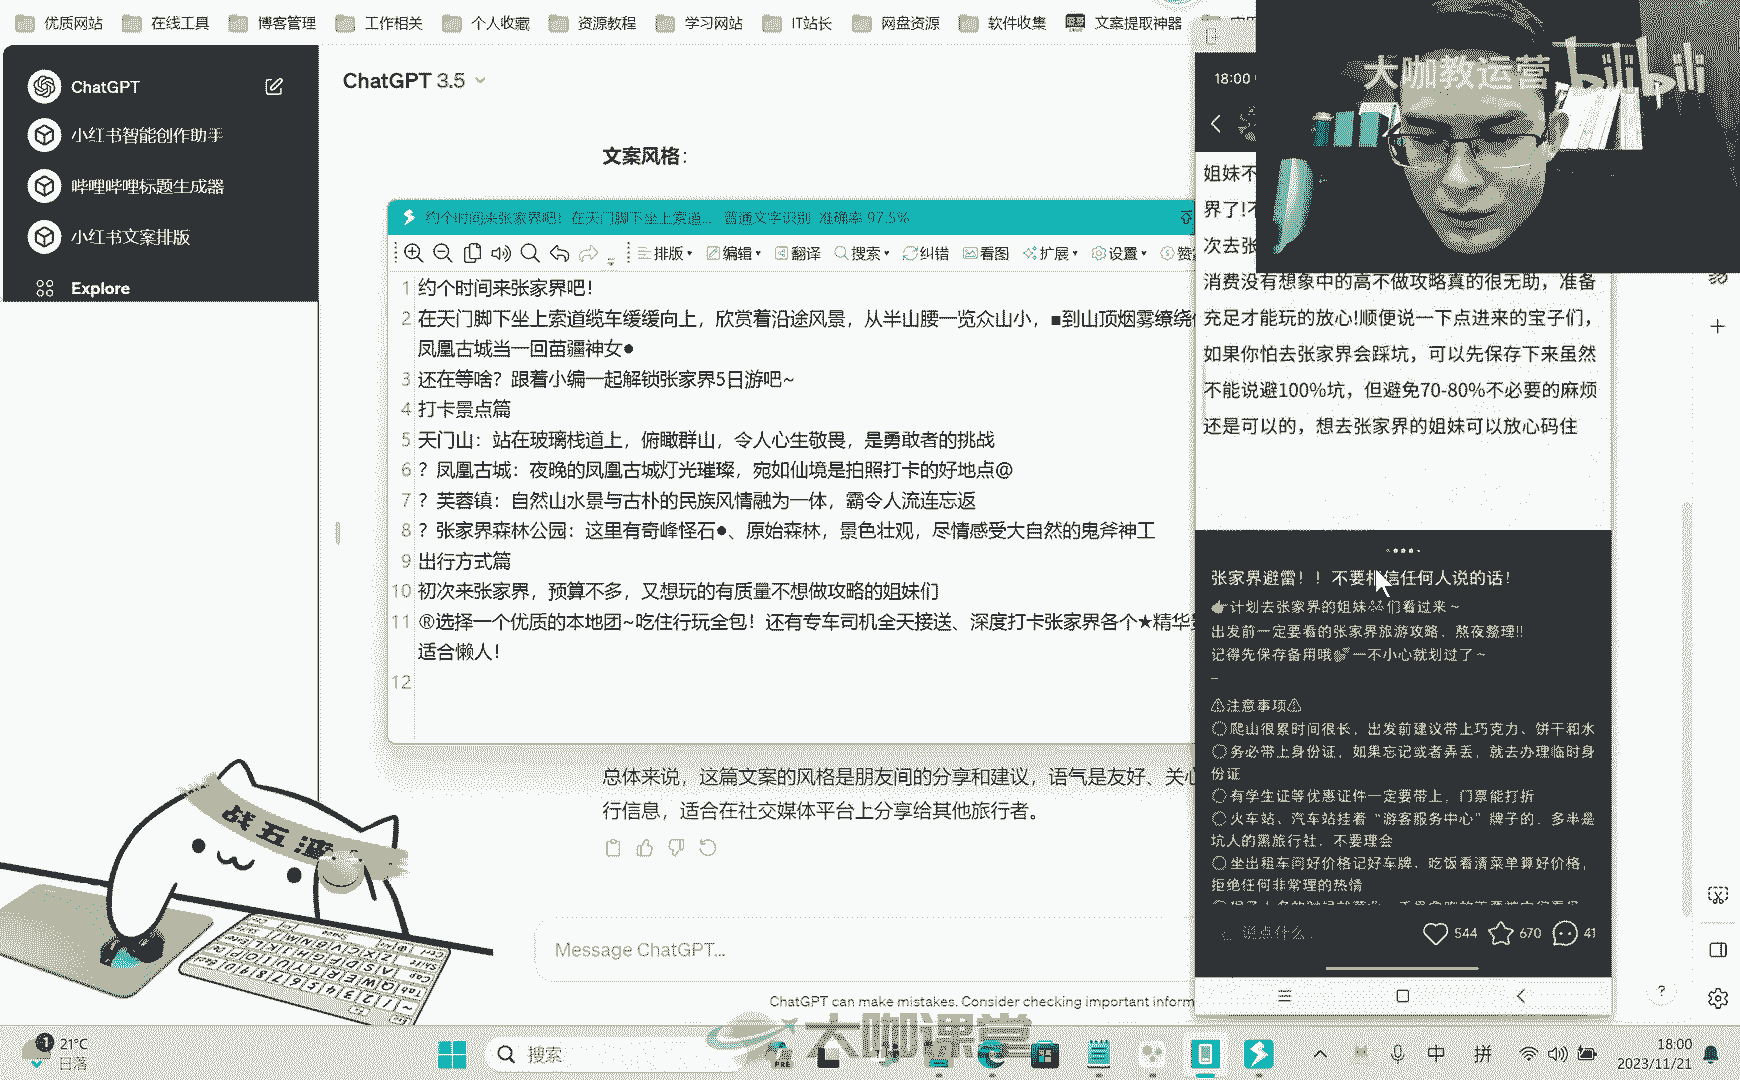 优质网站 在线工具 博客管理 工作相关 个人收藏 资源教程 学习网站 IT站长 网盘资源 软件收集 文案提取神器
ChatGPT
小红书智能创作助手
哔哩哔哩标题生成器
小红书文案排版
Explore
ChatGPT 3.5
文案风格：
约个时间来张家界吧！在天门脚下坐上索道... 普通文字识别 准确率 97.5%
排版 编辑 翻译 搜索 纠错 看图 扩展 设置
1 约个时间来张家界吧！
2 在天门脚下坐上索道缆车缓缓向上，欣赏着沿途风景，从半山腰一览众山小，■到山顶烟雾缭绕
凤凰古城当一回苗疆神女●
3 还在等啥？跟着小编一起解锁张家界5日游吧~
4 打卡景点篇
5 天门山：站在玻璃栈道上，俯瞰群山，令人心生敬畏，是勇敢者的挑战
6 ？凤凰古城：夜晚的凤凰古城灯光璀璨，宛如仙境是拍照打卡的好地点@
7 ？芙蓉镇：自然山水景与古朴的民族风情融为一体，霸令人流连忘返
8 ？张家界森林公园：这里有奇峰怪石●、原始森林，景色壮观，尽情感受大自然的鬼斧神工
9 出行方式篇
10 初次来张家界，预算不多，又想玩的有质量不想做攻略的姐妹们
11 ®选择一个优质的本地团~吃住行玩全包！还有专车司机全天接送、深度打卡张家界各个★精华
适合懒人！
12
总体来说，这篇文案的风格是朋友间的分享和建议，语气是友好、关
行信息，适合在社交媒体平台上分享给其他旅行者。
Message ChatGPT...
ChatGPT can make mistakes. Consider checking important
18:00
大咖教运营 bilibili
姐妹不
界了!
次去张
消费没有想象中的高不做攻略真的很无助，准备
充足才能玩的放心!顺便说一下点进来的宝子们，
如果你怕去张家界会踩坑，可以先保存下来虽然
不能说避100%坑，但避免70-80%不必要的麻烦
还是可以的，想去张家界的姐妹可以放心码住
张家界避雷！！不要相信任何人说的话！
计划去张家界的姐妹们看过来~
出发前一定要看的张家界旅游攻略，熬夜整理!!
记得先保存备用哦 一不小心就划过了~
–
⚠注意事项⚠
爬山很累时间很长，出发前建议带上巧克力、饼干和水
务必带上身份证，如果忘记或者弄丢，就去办理临时身
份证
有学生证等优惠证件一定要带上，门票能打折
火车站、汽车站挂着“游客服务中心”牌子的，多半是
坑人的黑旅行社，不要理会
坐出租车问好价格记好车牌，吃饭看清菜单算好价格，
拒绝任何非常理的热情
说点什么... 544 670 41
大咖课堂
21°C
日落
搜索
中 拼
18:00
2023/11/21